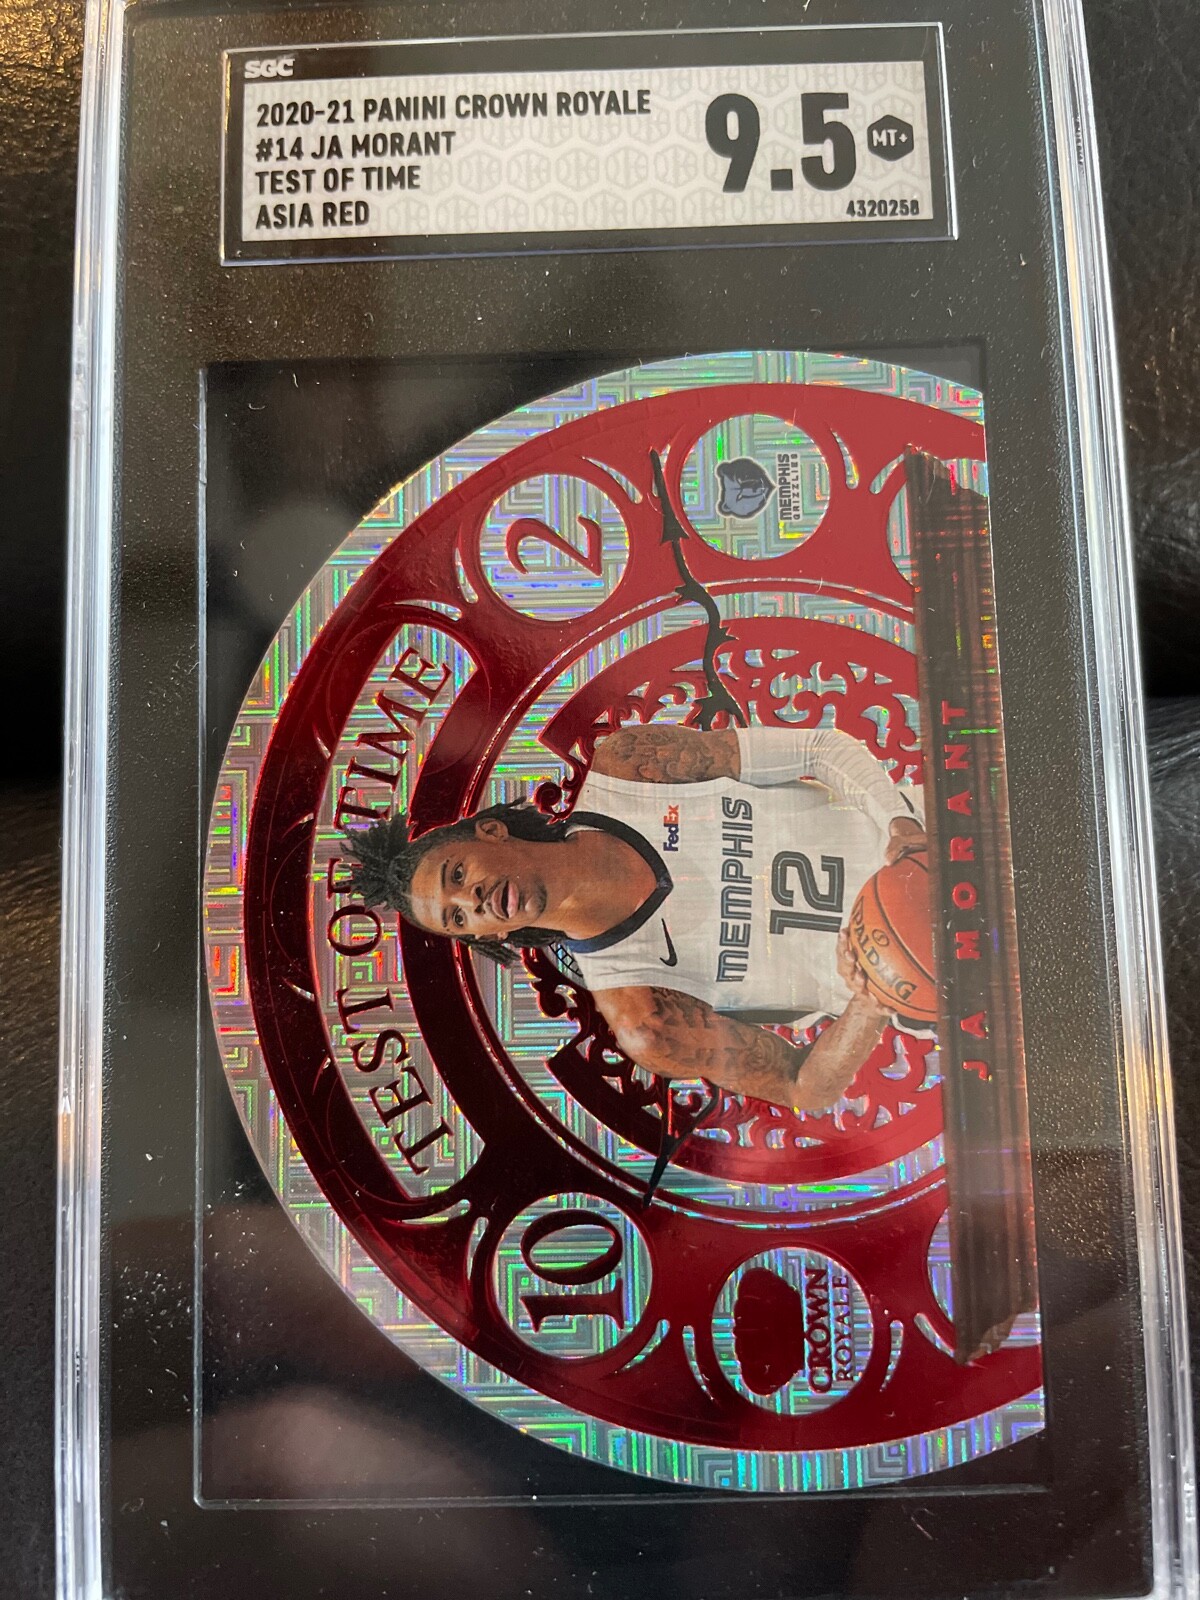 SGC
2020-21 PANINI CROWN ROYALE
#14 JA MORANT
TEST OF TIME
ASIA RED
9.5
MT+
4320258
TEST OF TIME
2
10
MEMPHIS
GRIZZLIES
FedEx
MEMPHIS
12
SPALDING
CROWN
ROYALE
JA MORANT